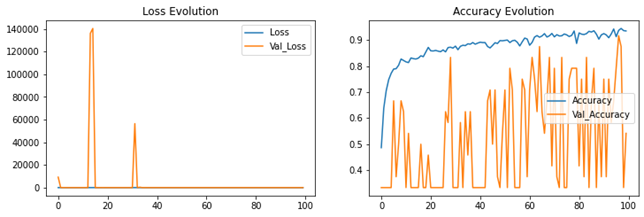 Loss Evolution
140000
120000
100000
80000
60000
40000
20000
0
0 20 40 60 80 100
Loss
Val_Loss
Accuracy Evolution
0.9
0.8
0.7
0.6
0.5
0.4
0 20 40 60 80 100
Accuracy
Val_Accuracy